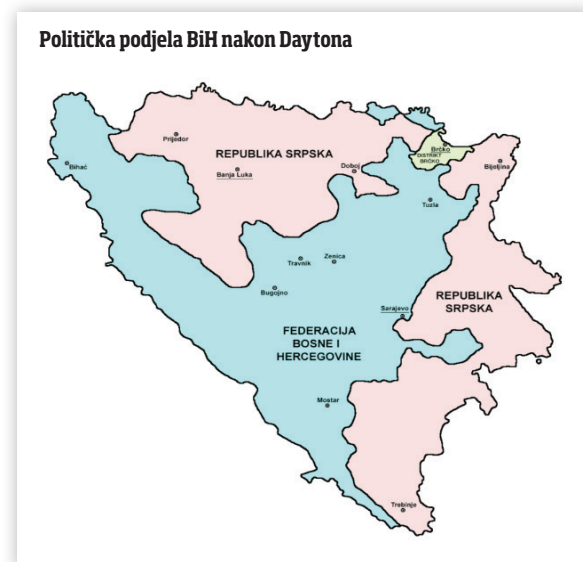 Politička podjela BiH nakon Daytona
Prijedor
Bihać
REPUBLIKA SRPSKA
Banja Luka
Doboj
Brčko
DISTRIKT
BRČKO
Bijeljina
Tuzla
Travnik
Zenica
Bugojno
REPUBLIKA
SRPSKA
Sarajevo
FEDERACIJA
BOSNE I
HERCEGOVINE
Mostar
Trebinje